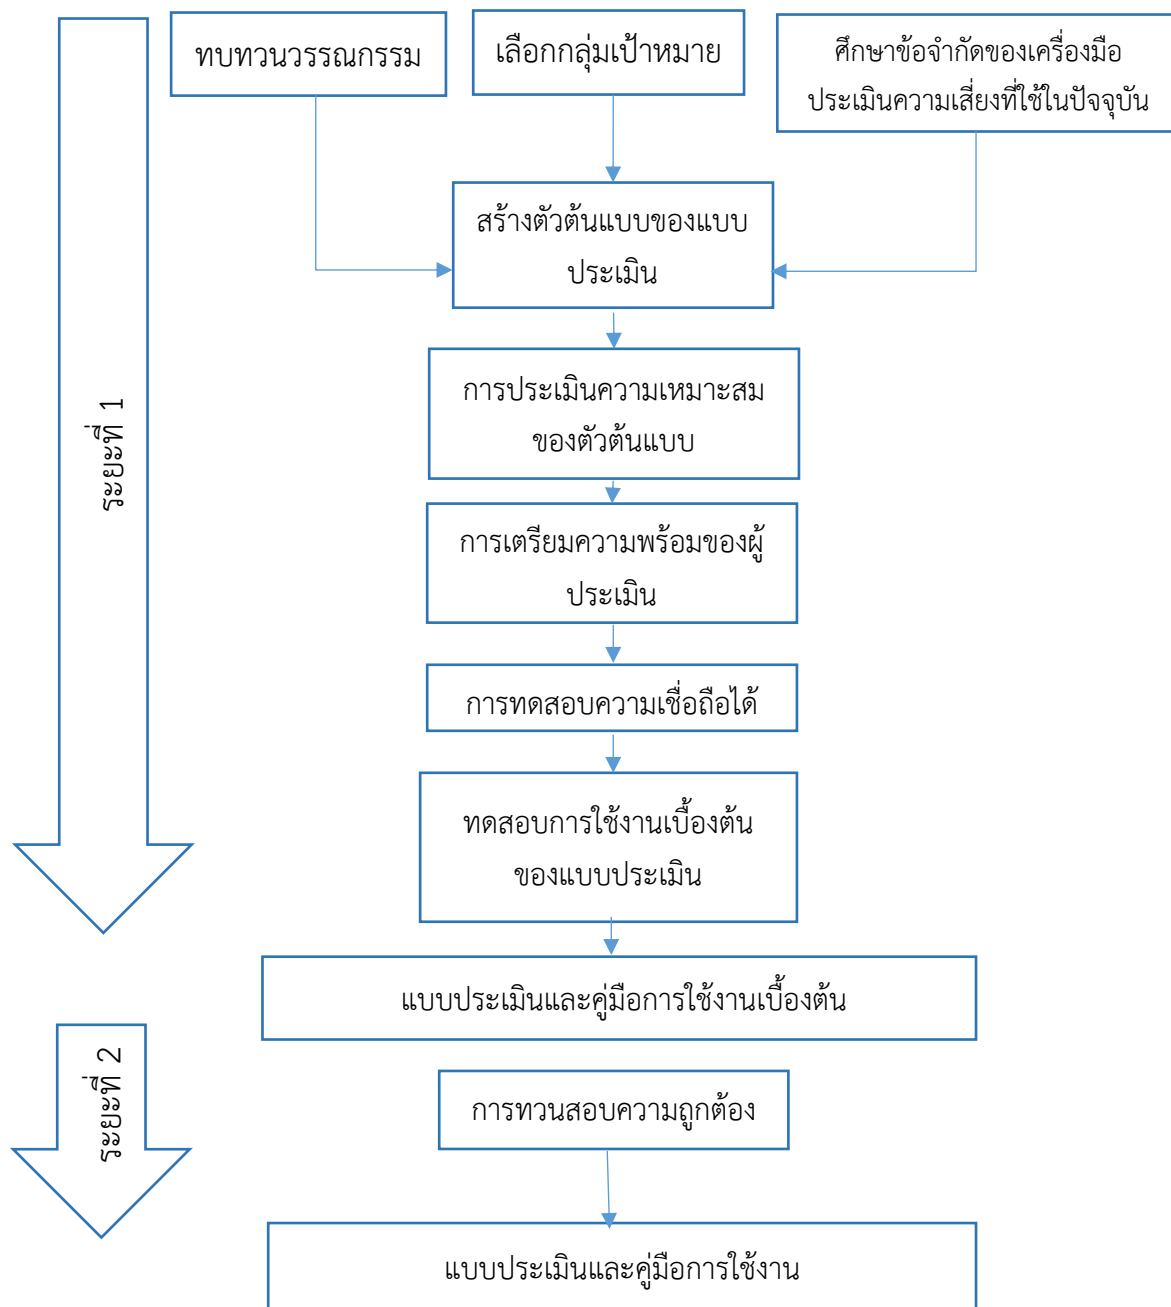 ทบทวนวรรณกรรม
เลือกกลุ่มเป้าหมาย
ศึกษาข้อจำกัดของเครื่องมือ
ประเมินความเสี่ยงที่ใช้ในปัจจุบัน
สร้างตัวต้นแบบของแบบ
ประเมิน
การประเมินความเหมาะสม
ของตัวต้นแบบ
ระยะที่ 1
การเตรียมความพร้อมของผู้
ประเมิน
การทดสอบความเชื่อถือได้
ทดสอบการใช้งานเบื้องต้น
ของแบบประเมิน
แบบประเมินและคู่มือการใช้งานเบื้องต้น
ระยะที่ 2
การทวนสอบความถูกต้อง
แบบประเมินและคู่มือการใช้งาน